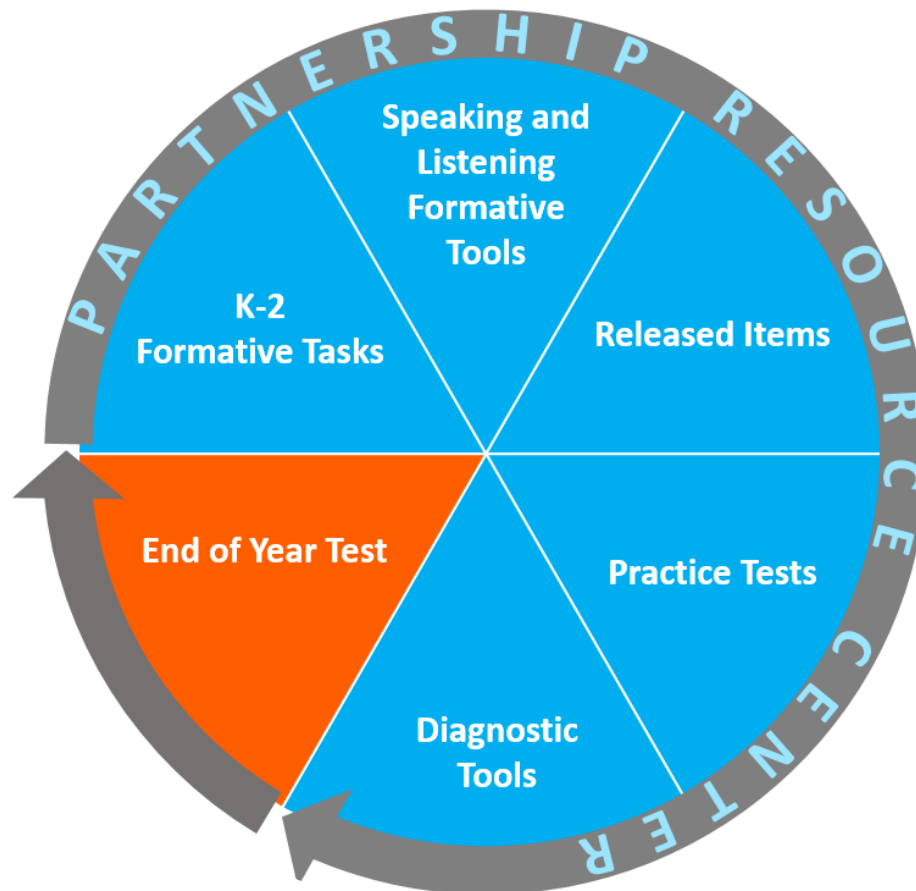 PARTNERSHIP RESOURCE CENTER
Speaking and
Listening
Formative
Tools
K-2
Formative Tasks
Released Items
End of Year Test
Practice Tests
Diagnostic
Tools